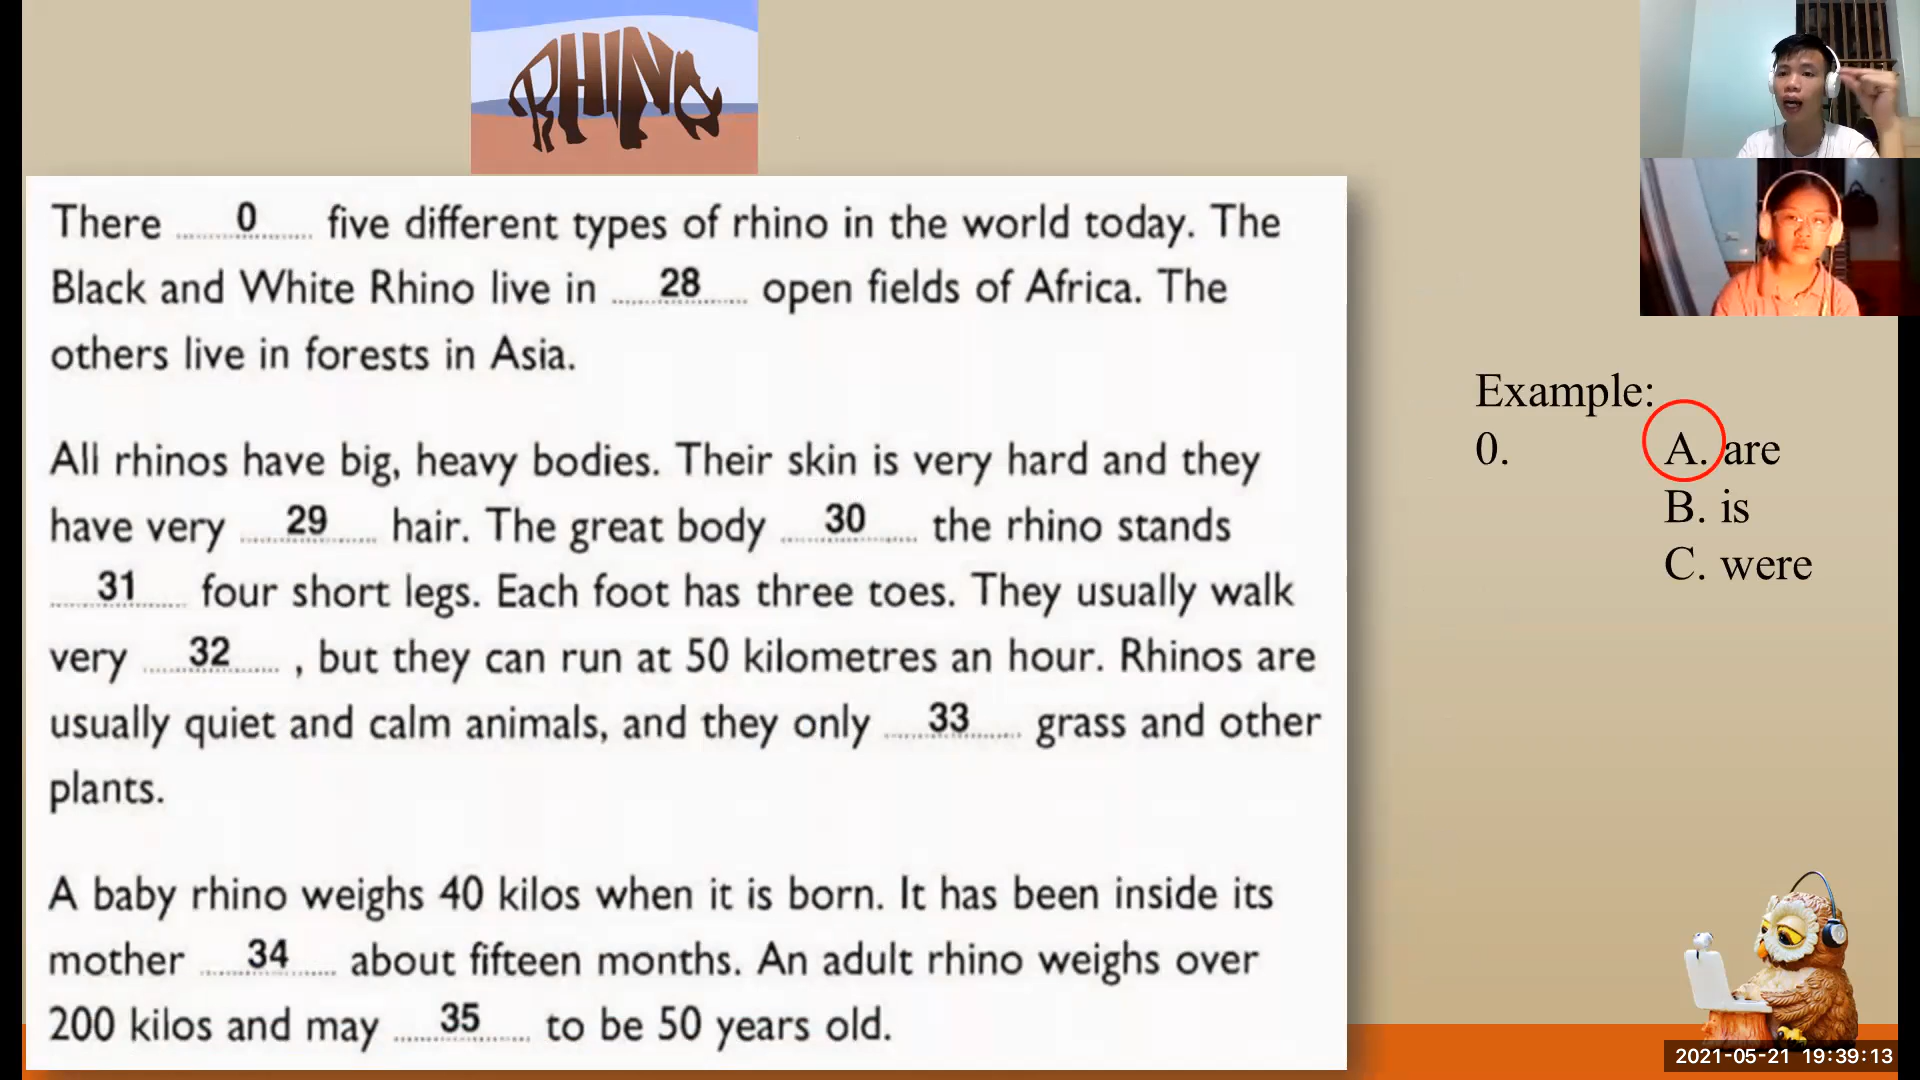 RHINO
There ....0.... five different types of rhino in the world today. The
Black and White Rhino live in ....28.... open fields of Africa. The
others live in forests in Asia.
All rhinos have big, heavy bodies. Their skin is very hard and they
have very ....29.... hair. The great body ....30.... the rhino stands
....31.... four short legs. Each foot has three toes. They usually walk
very ....32.... , but they can run at 50 kilometres an hour. Rhinos are
usually quiet and calm animals, and they only ....33.... grass and other
plants.
A baby rhino weighs 40 kilos when it is born. It has been inside its
mother ....34.... about fifteen months. An adult rhino weighs over
200 kilos and may ....35.... to be 50 years old.
Example:
0. A. are
B. is
C. were
2021-05-21 19:39:13